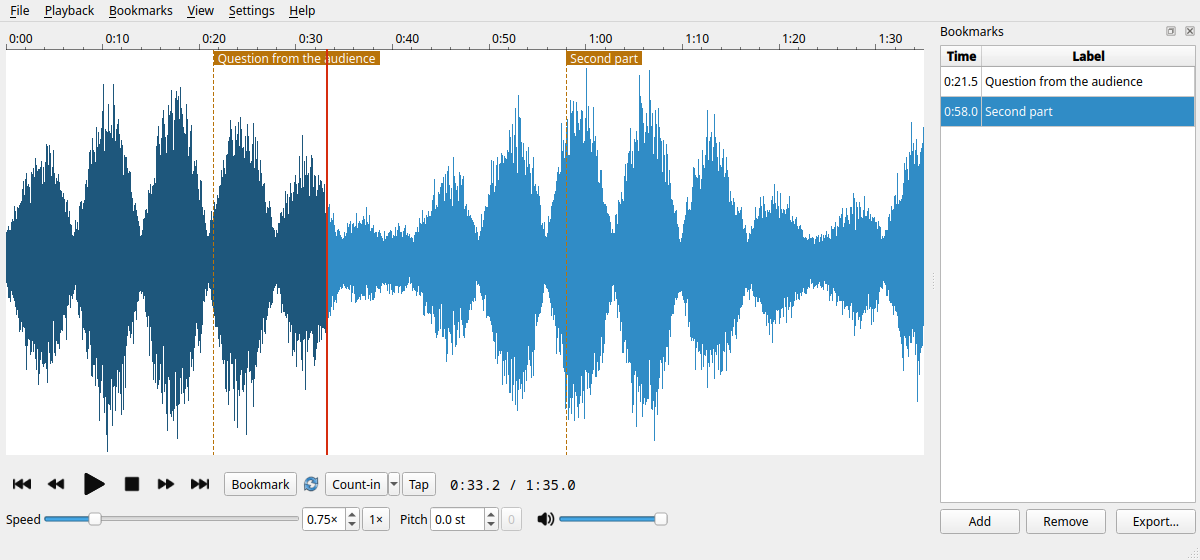 File Playback Bookmarks View Settings Help
0:00 0:10 0:20 0:30 0:40 0:50 1:00 1:10 1:20 1:30
Question from the audience Second part
Bookmarks
Time Label
0:21.5 Question from the audience
0:58.0 Second part
Bookmark Count-in Tap 0:33.2 / 1:35.0
Speed 0.75× 1× Pitch 0.0 st 0
Add Remove Export...